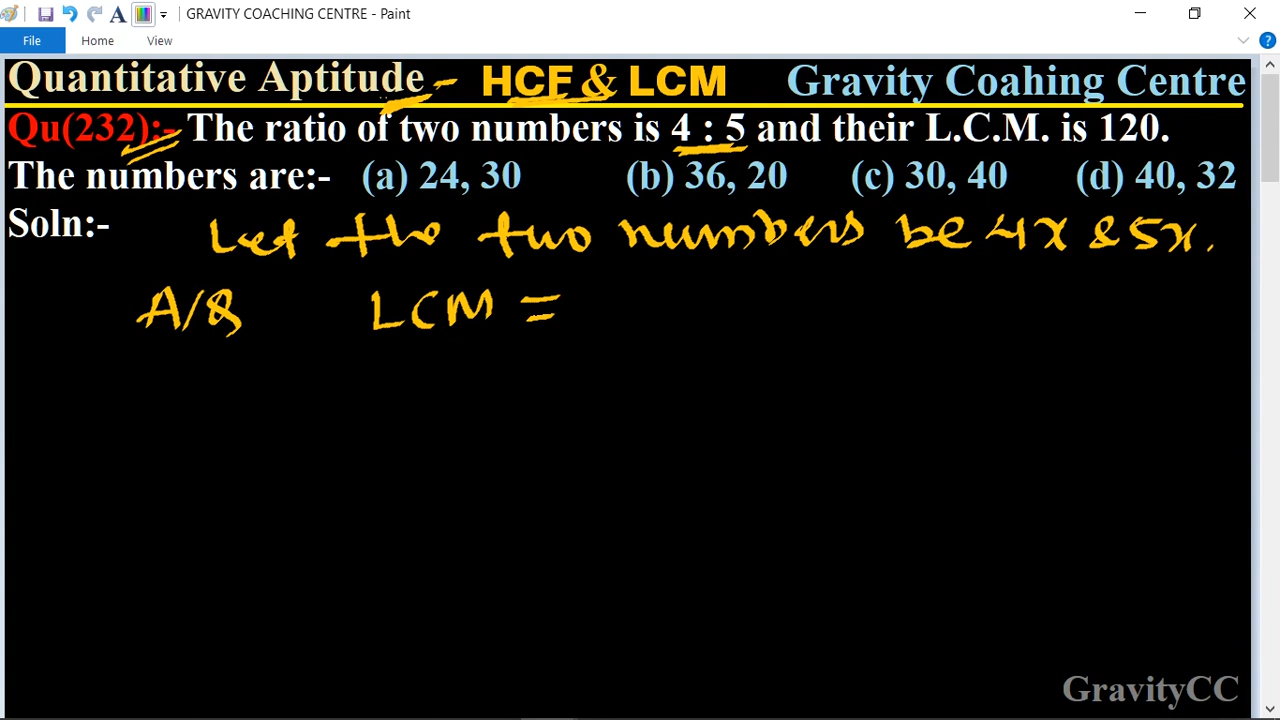 GRAVITY COACHING CENTRE - Paint
File Home View
Quantitative Aptitude - HCF & LCM Gravity Coahing Centre
Qu(232):- The ratio of two numbers is 4 : 5 and their L.C.M. is 120.
The numbers are:- (a) 24, 30 (b) 36, 20 (c) 30, 40 (d) 40, 32
Soln:- Let the two numbers be 4x & 5x.
A/Q LCM =
GravityCC